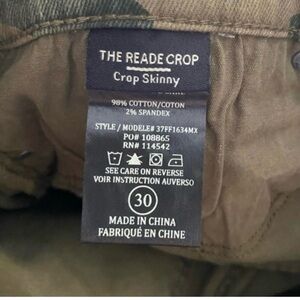 THE READE CROP
Crop Skinny
98% COTTON/COTON
2% SPANDEX
STYLE / MODELE# 37FF1634MX
PO# 108865
RN# 114542
SEE CARE ON REVERSE
VOIR INSTRUCTION AUVERSO
30
MADE IN CHINA
FABRIQUÉ EN CHINE